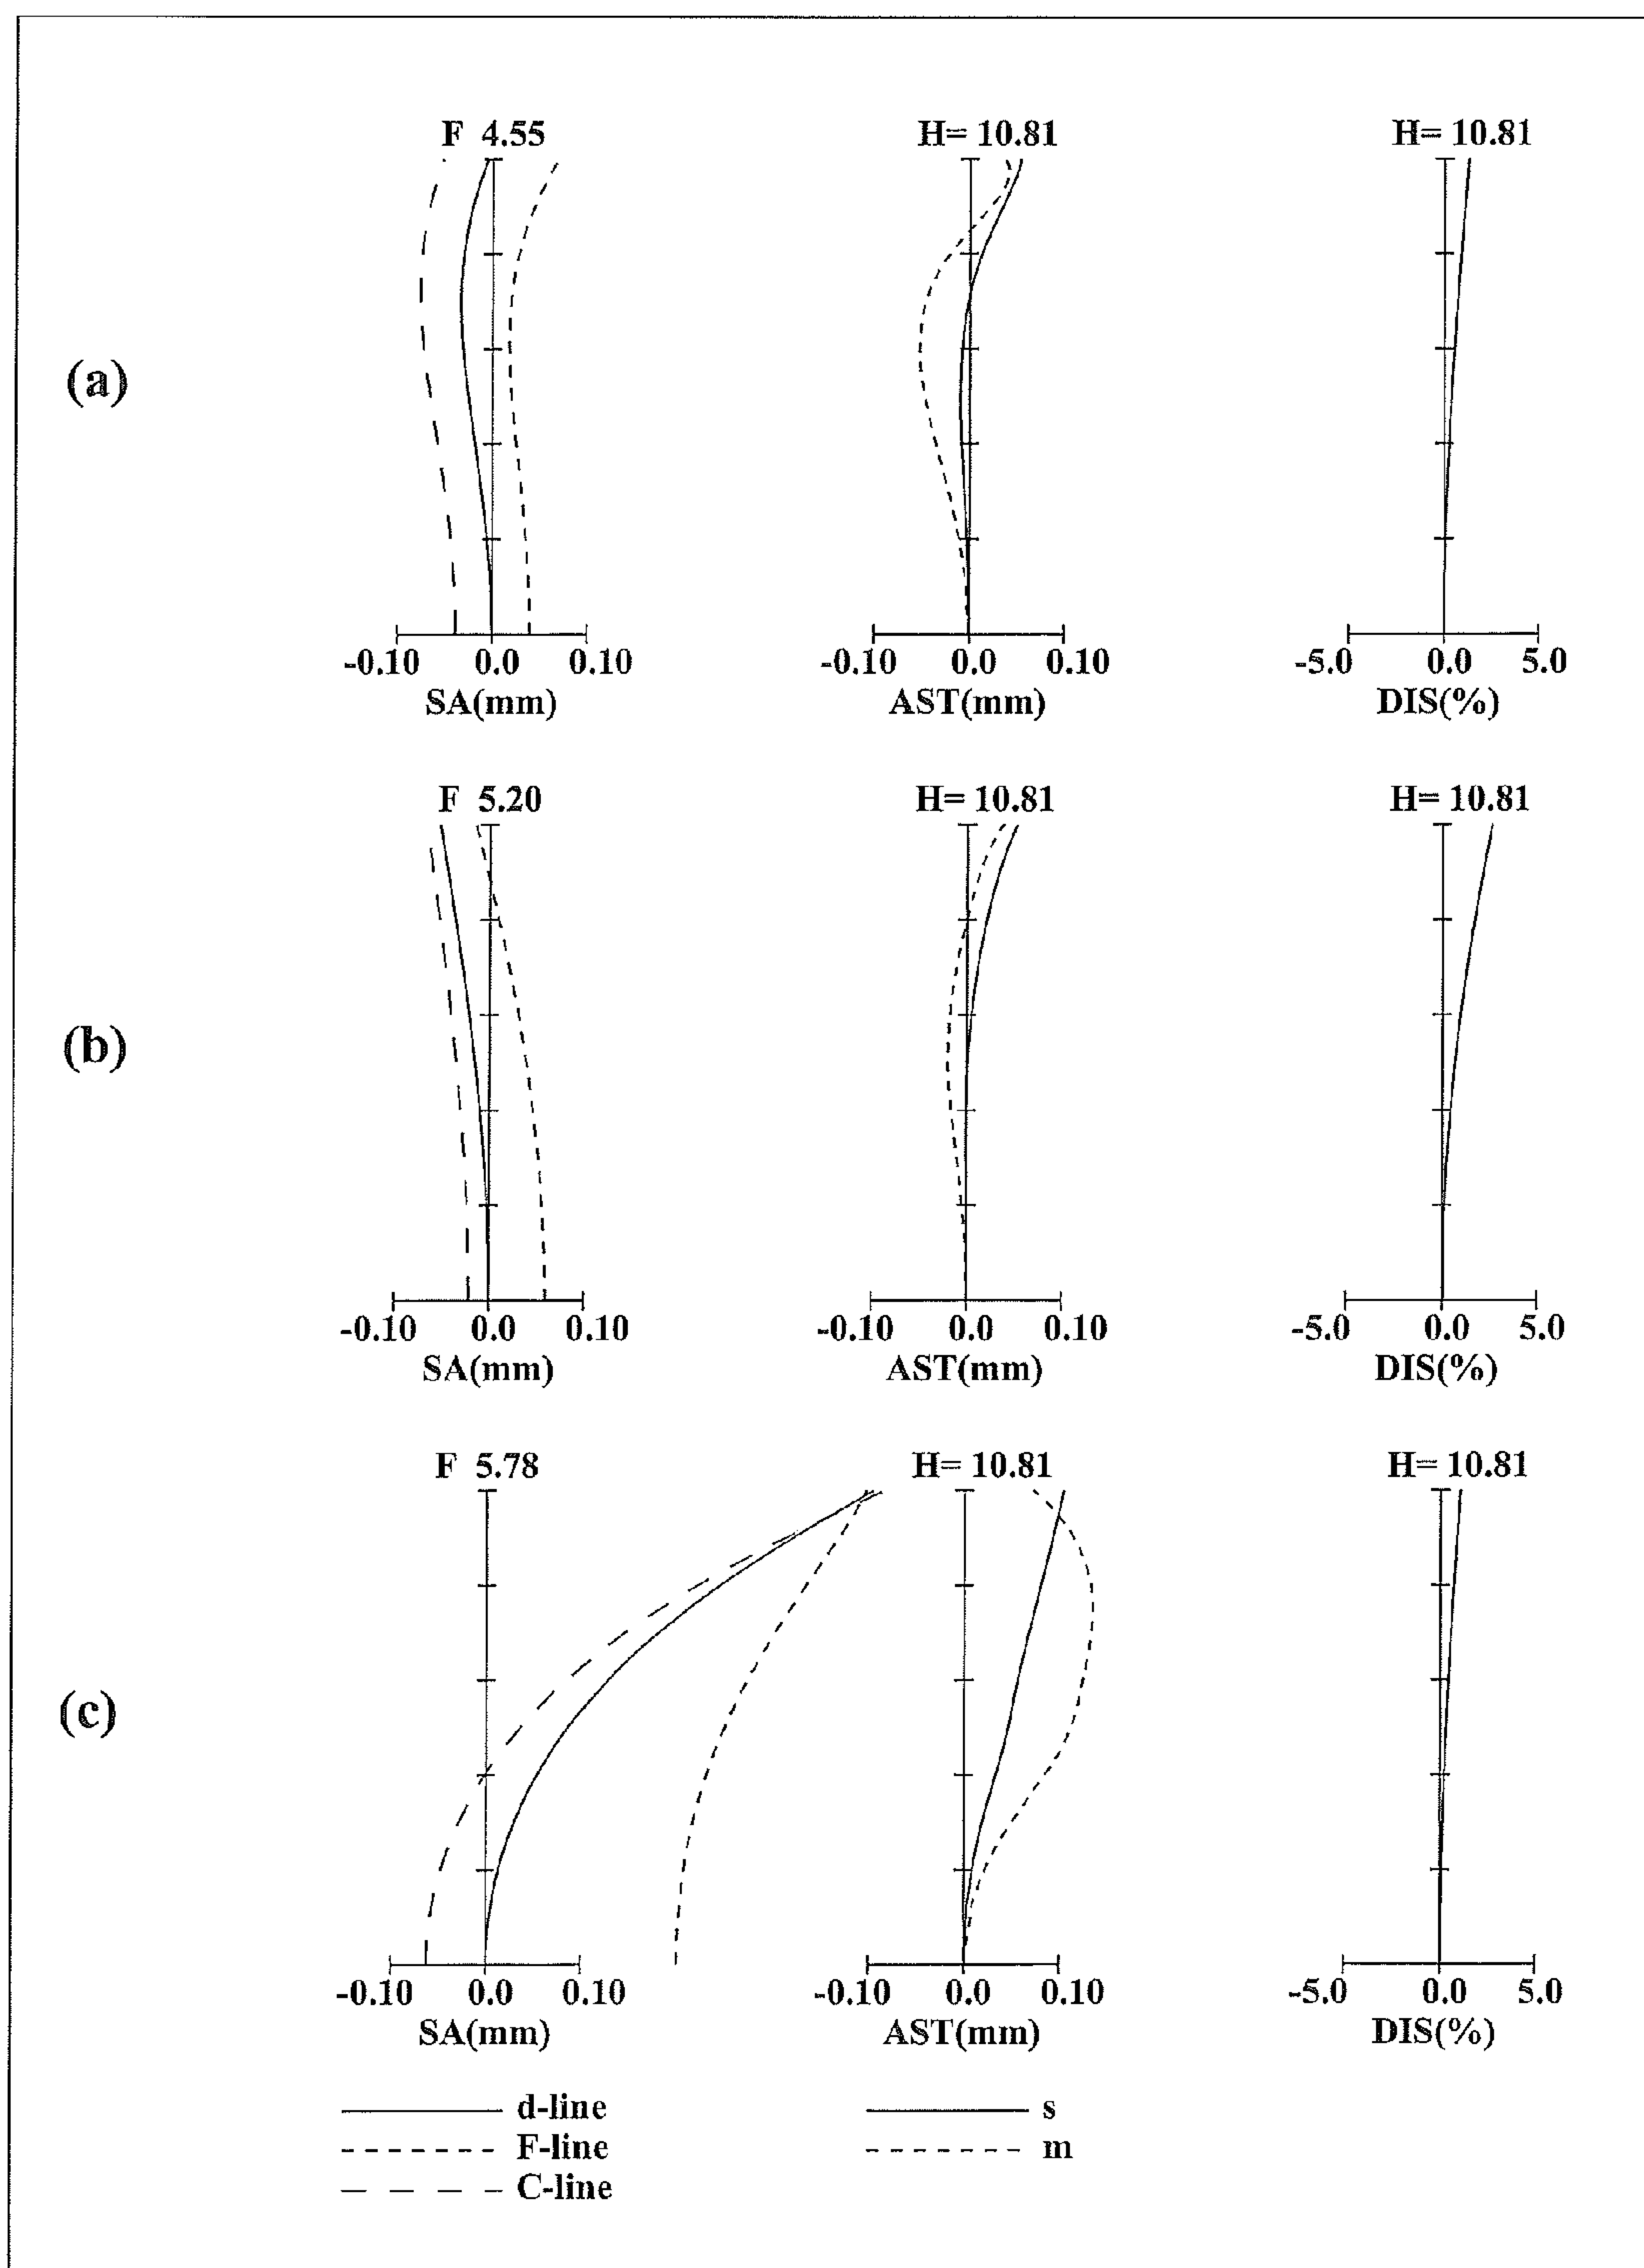 F 4.55 H= 10.81 H= 10.81
(a)
-0.10 0.0 0.10 -0.10 0.0 0.10 -5.0 0.0 5.0
SA(mm) AST(mm) DIS(%)
F 5.20 H= 10.81 H= 10.81
(b)
-0.10 0.0 0.10 -0.10 0.0 0.10 -5.0 0.0 5.0
SA(mm) AST(mm) DIS(%)
F 5.78 H= 10.81 H= 10.81
(c)
-0.10 0.0 0.10 -0.10 0.0 0.10 -5.0 0.0 5.0
SA(mm) AST(mm) DIS(%)
d-line s
F-line m
C-line